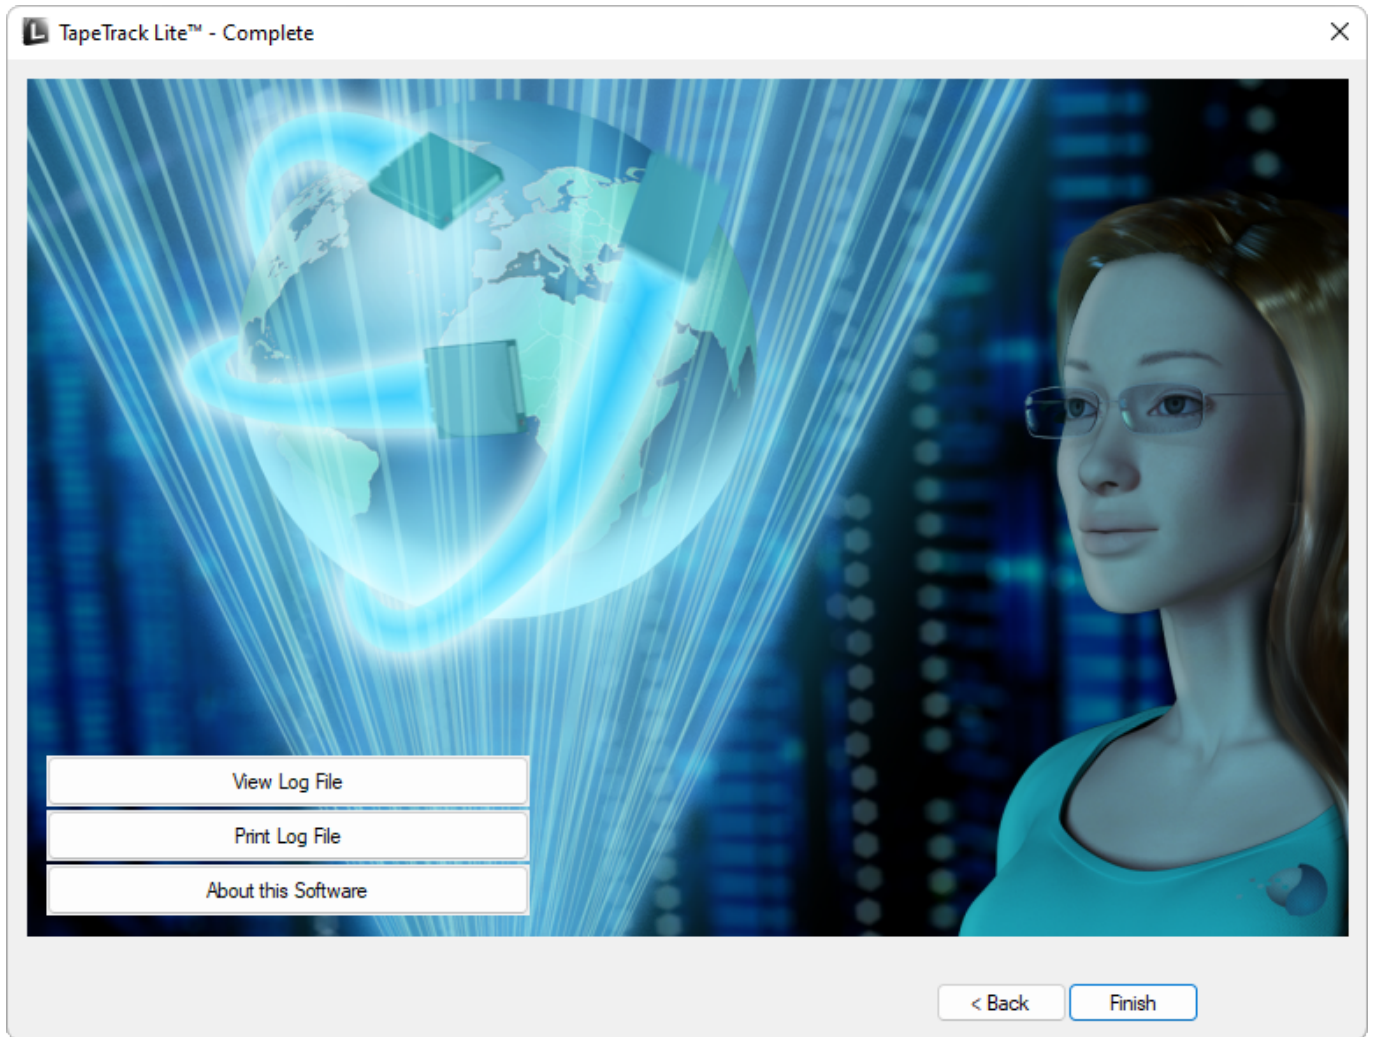 TapeTrack Lite™ - Complete
View Log File
Print Log File
About this Software
< Back
Finish